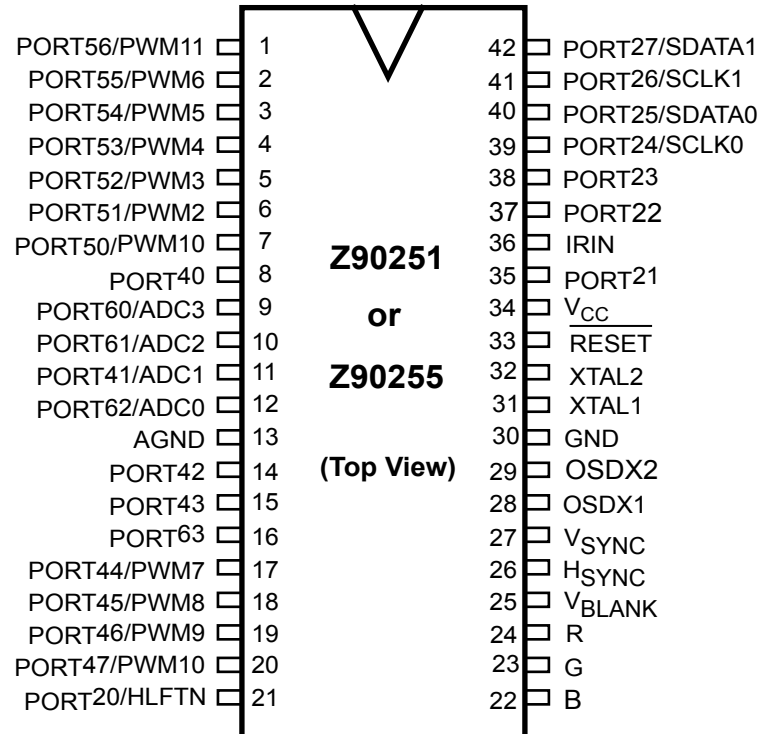 PORT56/PWM11 1 42 PORT27/SDATA1
PORT55/PWM6 2 41 PORT26/SCLK1
PORT54/PWM5 3 40 PORT25/SDATA0
PORT53/PWM4 4 39 PORT24/SCLK0
PORT52/PWM3 5 38 PORT23
PORT51/PWM2 6 37 PORT22
PORT50/PWM10 7 36 IRIN
PORT40 8 35 PORT21
PORT60/ADC3 9 34 VCC
PORT61/ADC2 10 33 RESET
PORT41/ADC1 11 32 XTAL2
PORT62/ADC0 12 31 XTAL1
AGND 13 30 GND
PORT42 14 29 OSDX2
PORT43 15 28 OSDX1
PORT63 16 27 VSYNC
PORT44/PWM7 17 26 HSYNC
PORT45/PWM8 18 25 VBLANK
PORT46/PWM9 19 24 R
PORT47/PWM10 20 23 G
PORT20/HLFTN 21 22 B
Z90251
or
Z90255
(Top View)